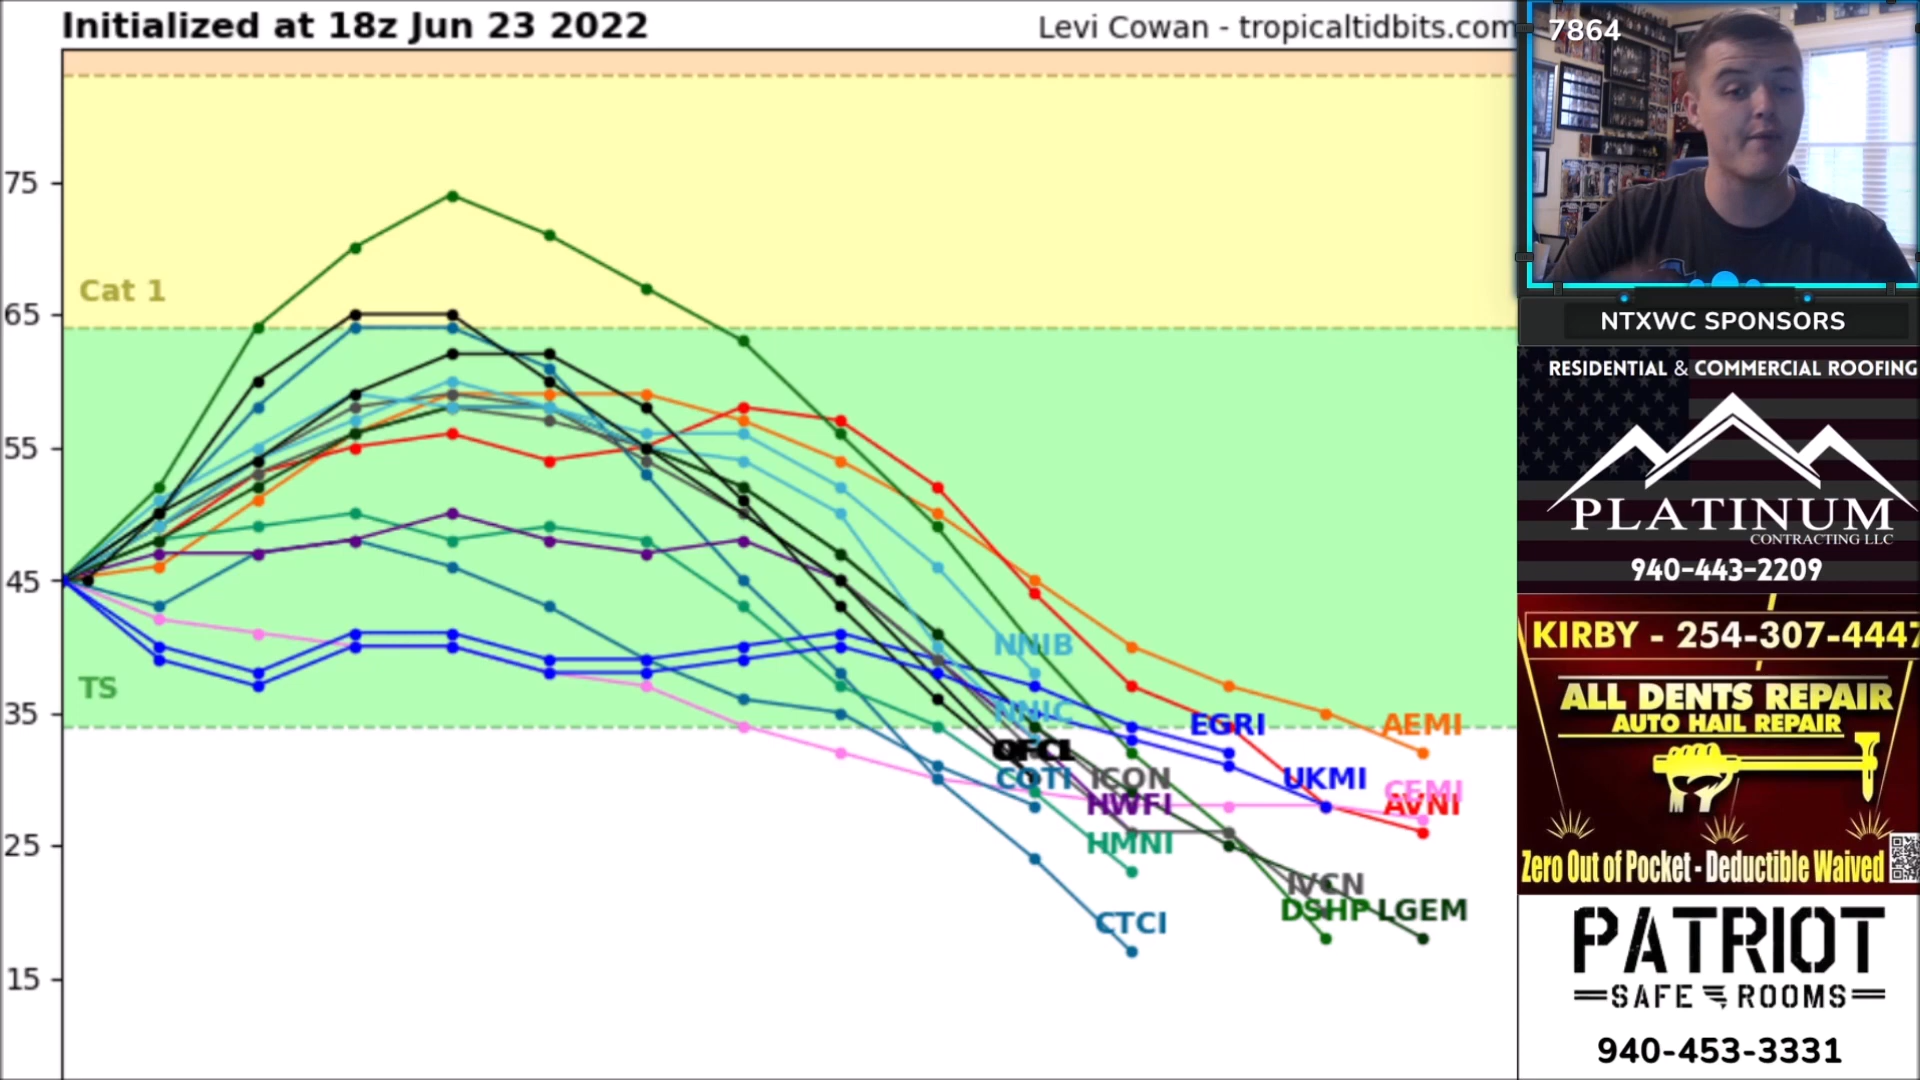 Initialized at 18z Jun 23 2022
Levi Cowan - tropicaltidbits.com
75
65
55
45
35
25
15
Cat 1
TS
NNIB
NNIC
OFCL
COTI
ICON
HWFI
HMNI
CTCI
EGRI
UKMI
AEMI
CEMI
AVNI
IVCN
DSHP
LGEM
7864
NTXWC SPONSORS
RESIDENTIAL & COMMERCIAL ROOFING
PLATINUM
CONTRACTING LLC
940-443-2209
KIRBY - 254-307-4447
ALL DENTS REPAIR
AUTO HAIL REPAIR
Zero Out of Pocket - Deductible Waived
PATRIOT
SAFE ROOMS
940-453-3331